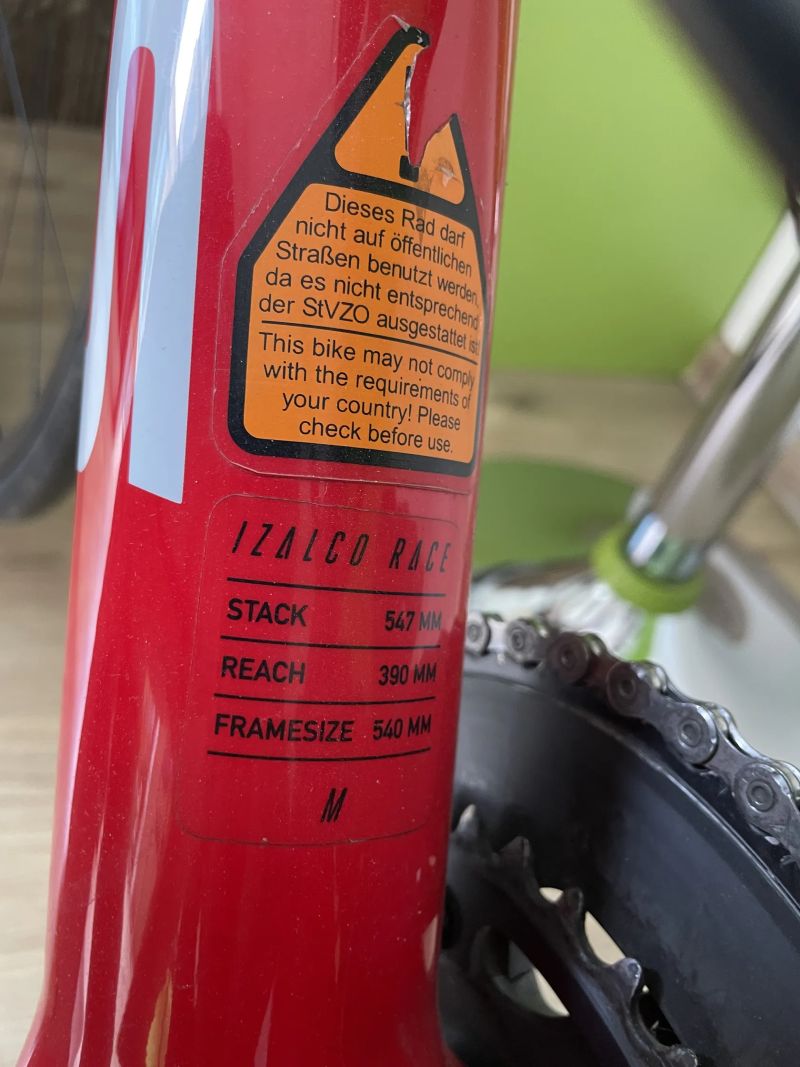 Dieses Rad darf
nicht auf öffentlichen
Straßen benutzt werden,
da es nicht entsprechend
der StVZO ausgestattet ist!
This bike may not comply
with the requirements of
your country! Please
check before use.
IZALCO RACE
STACK 547 MM
REACH 390 MM
FRAMESIZE 540 MM
M